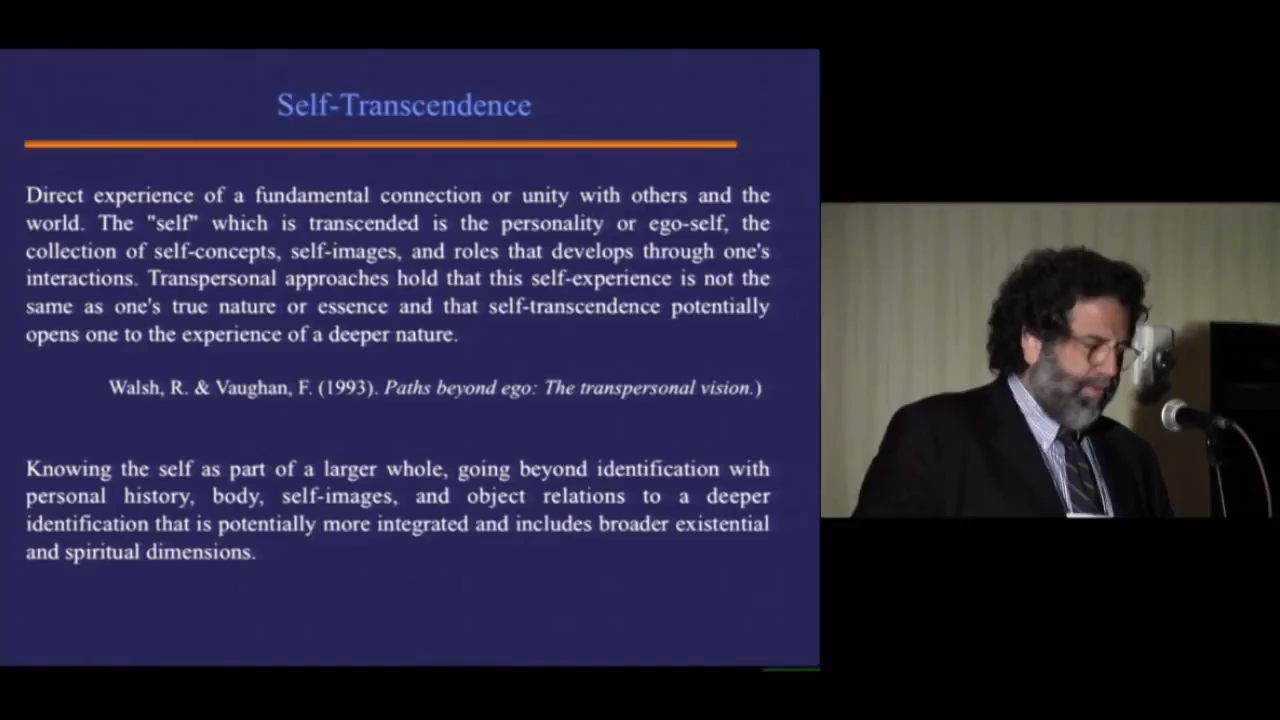 Self-Transcendence
Direct experience of a fundamental connection or unity with others and the
world. The "self" which is transcended is the personality or ego-self, the
collection of self-concepts, self-images, and roles that develops through one's
interactions. Transpersonal approaches hold that this self-experience is not the
same as one's true nature or essence and that self-transcendence potentially
opens one to the experience of a deeper nature.
Walsh, R. & Vaughan, F. (1993). Paths beyond ego: The transpersonal vision.)
Knowing the self as part of a larger whole, going beyond identification with
personal history, body, self-images, and object relations to a deeper
identification that is potentially more integrated and includes broader existential
and spiritual dimensions.